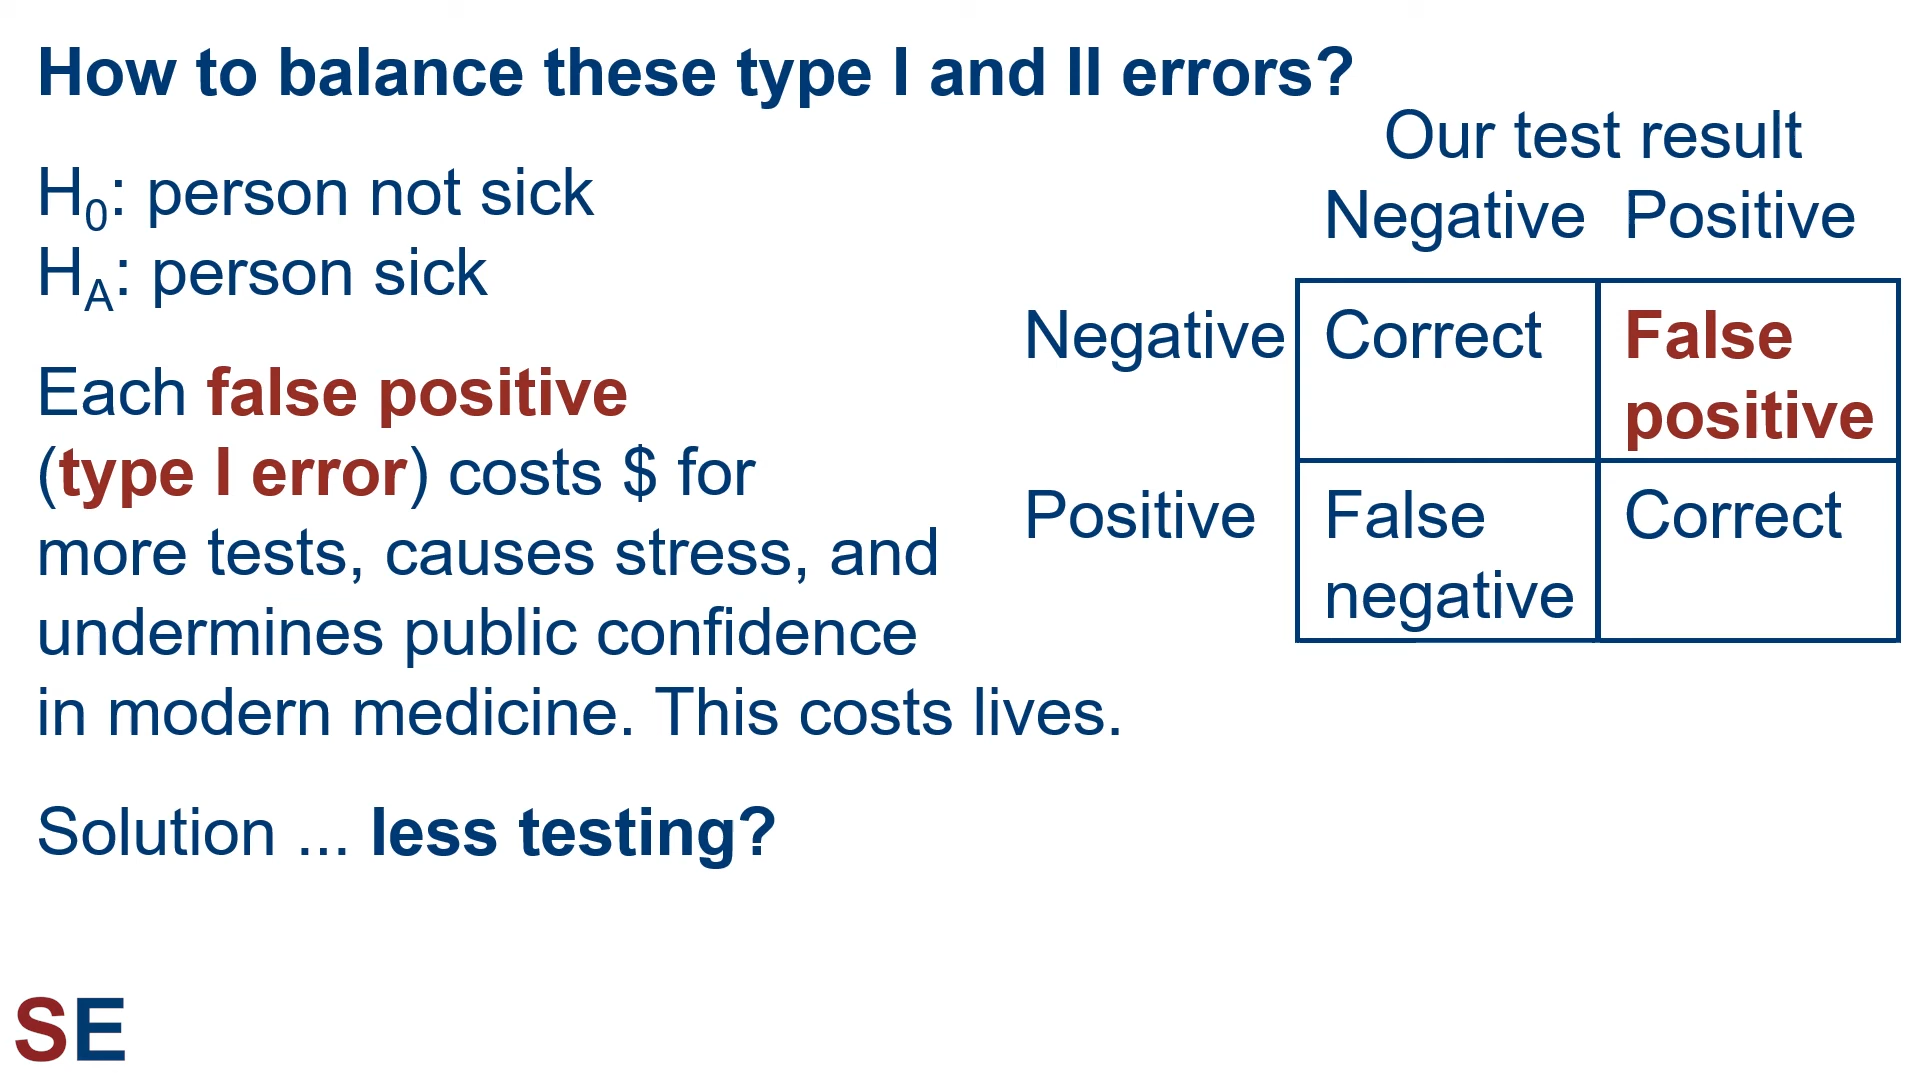 How to balance these type I and II errors?
Our test result
Negative Positive
H₀: person not sick
Hₐ: person sick
Negative Correct False positive
Each false positive
(type I error) costs $ for
more tests, causes stress, and
undermines public confidence
in modern medicine. This costs lives.
Positive False negative Correct
Solution ... less testing?
SE